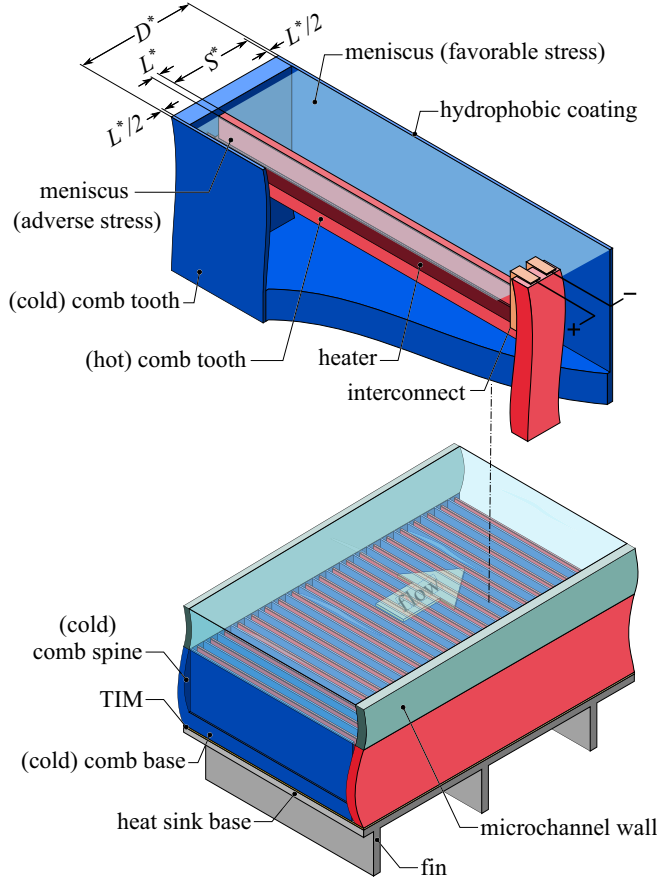 D*
L*
S*
L*/2
L*/2
meniscus (favorable stress)
hydrophobic coating
meniscus
(adverse stress)
(cold) comb tooth
(hot) comb tooth
heater
interconnect
−
+
flow
(cold)
comb spine
TIM
(cold) comb base
heat sink base
microchannel wall
fin